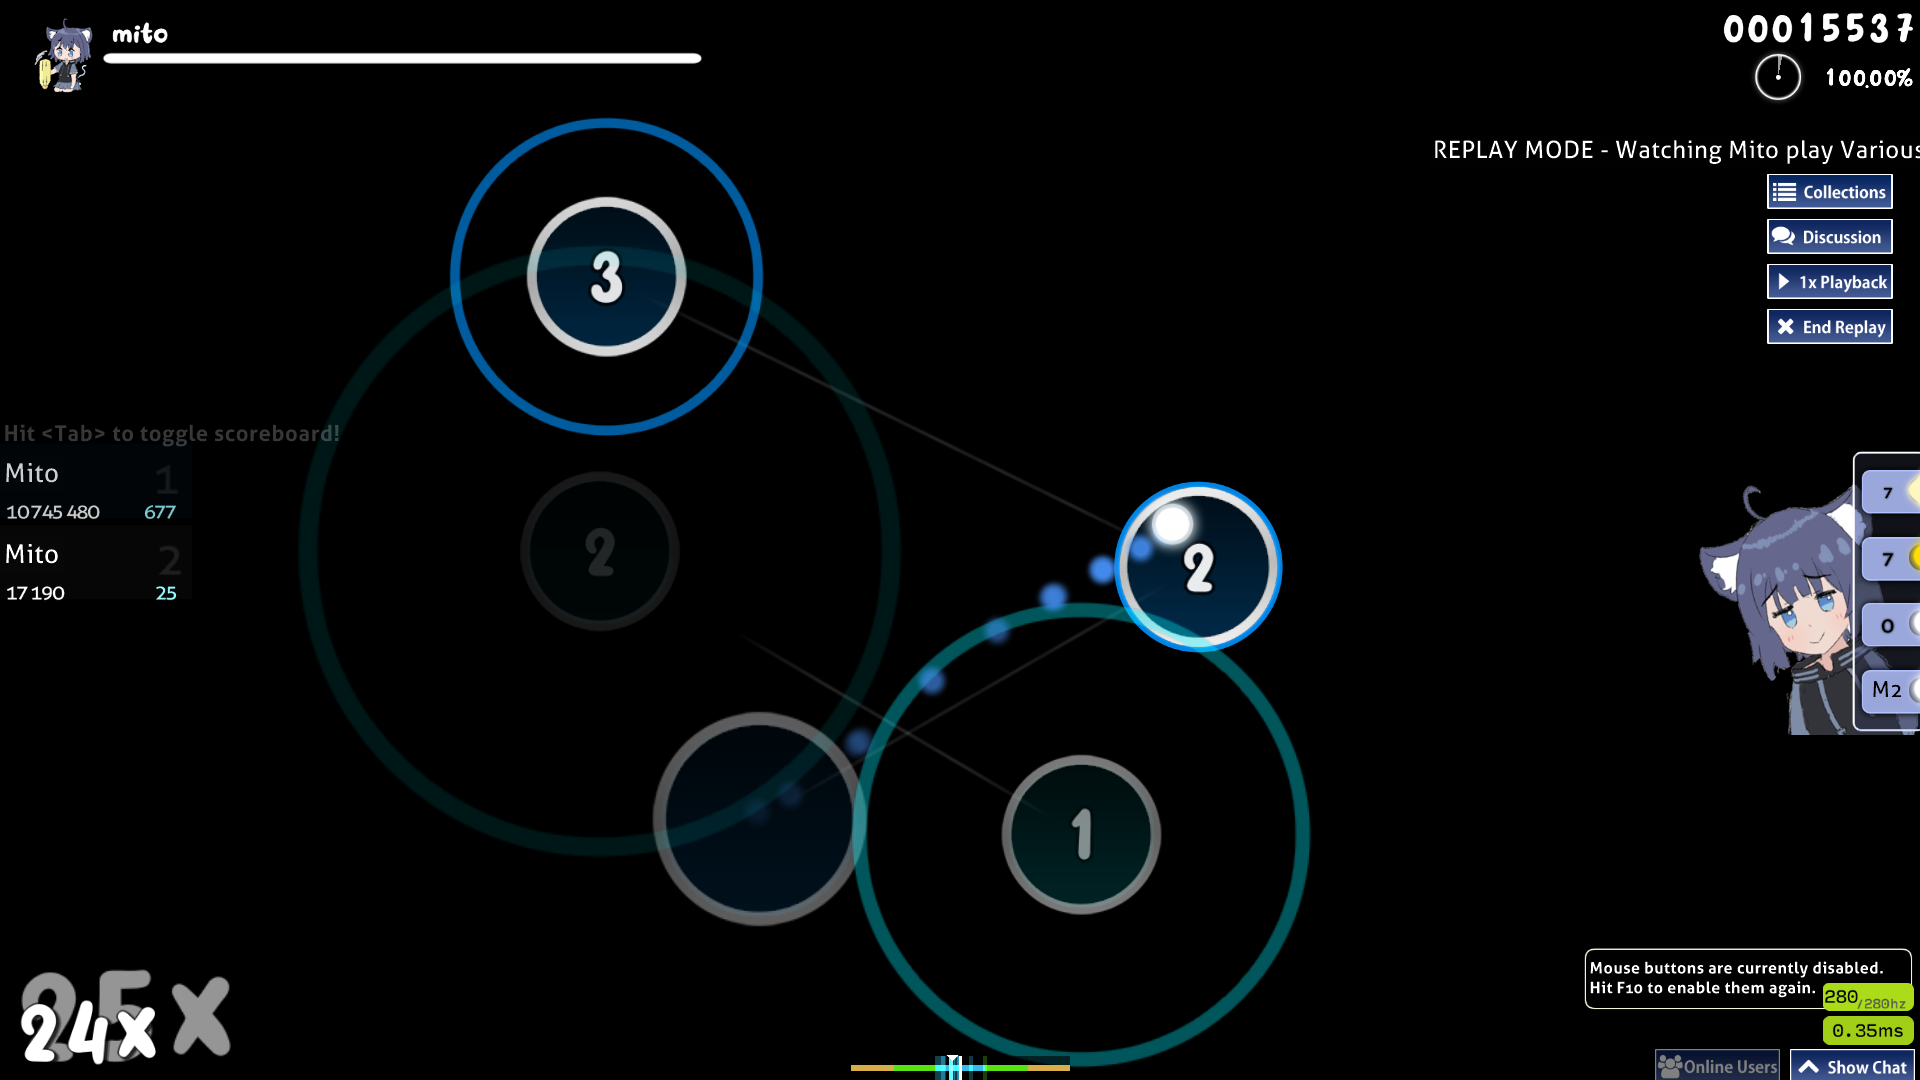 mito
00015537
100.00%
REPLAY MODE - Watching Mito play Various
Collections
Discussion
1x Playback
End Replay
3
Hit <Tab> to toggle scoreboard!
Mito 1
10745480 677
Mito 2
17190 25
2
2
1
7
7
0
M2
25x
24x
Mouse buttons are currently disabled.
Hit F10 to enable them again.
280/280hz
0.35ms
Online Users
Show Chat